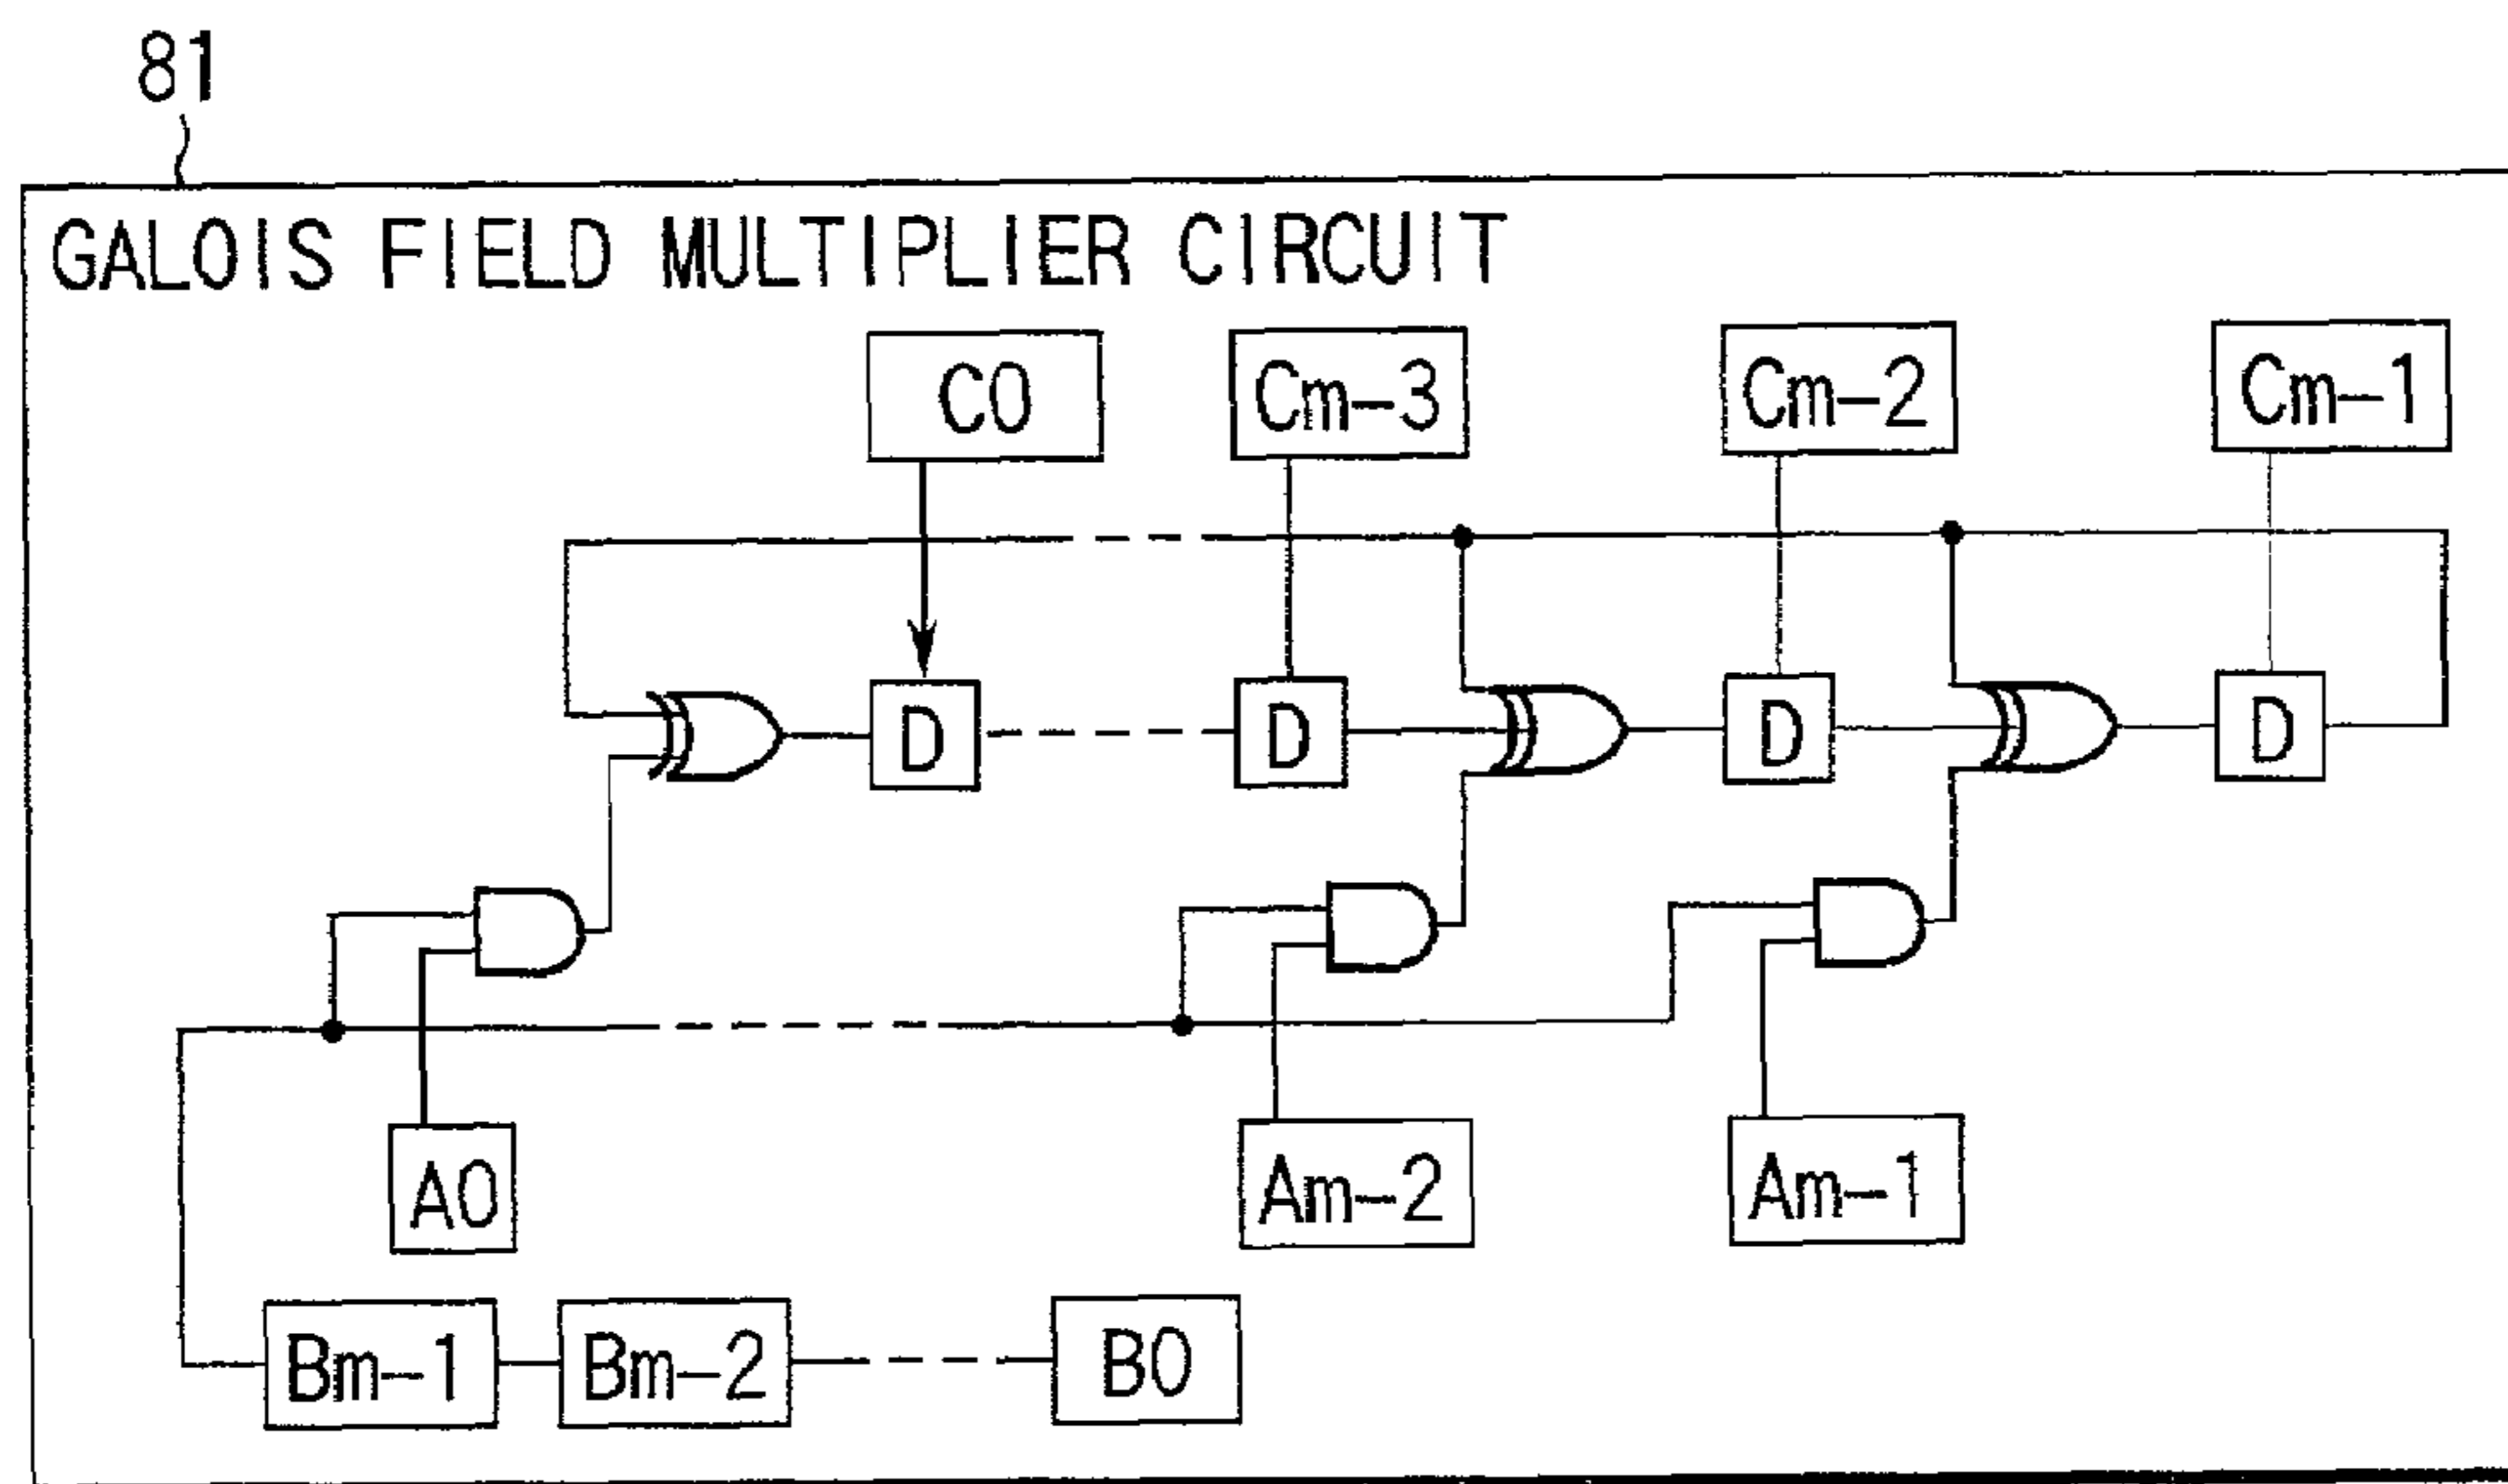 81
GALOIS FIELD MULTIPLIER CIRCUIT
C0 Cm-3 Cm-2 Cm-1
D D D D
A0 Am-2 Am-1
Bm-1 Bm-2 B0